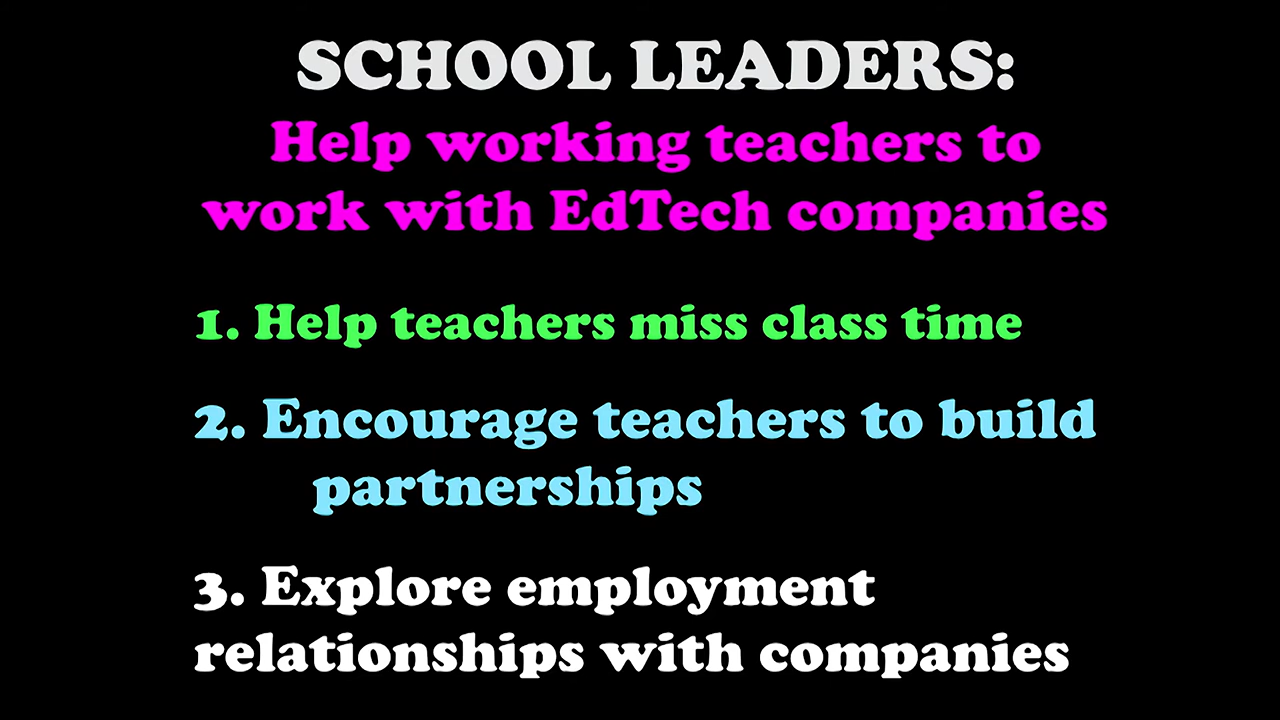 SCHOOL LEADERS:
Help working teachers to
work with EdTech companies
1. Help teachers miss class time
2. Encourage teachers to build
partnerships
3. Explore employment
relationships with companies